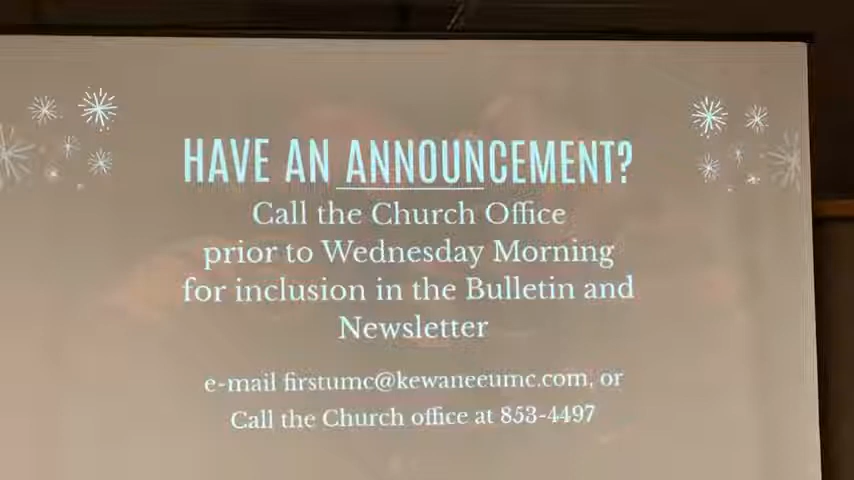 HAVE AN ANNOUNCEMENT?
Call the Church Office
prior to Wednesday Morning
for inclusion in the Bulletin and
Newsletter
e-mail firstumc@kewaneeumc.com, or
Call the Church office at 853-4497